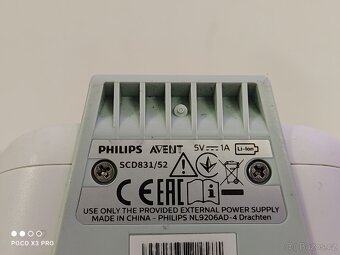 PHILIPS AVENT 5V 1A Li-Ion
SCD831/52
CE EAC
USE ONLY THE PROVIDED EXTERNAL POWER SUPPLY
MADE IN CHINA - PHILIPS NL9206AD-4 Drachten
POCO X3 PRO